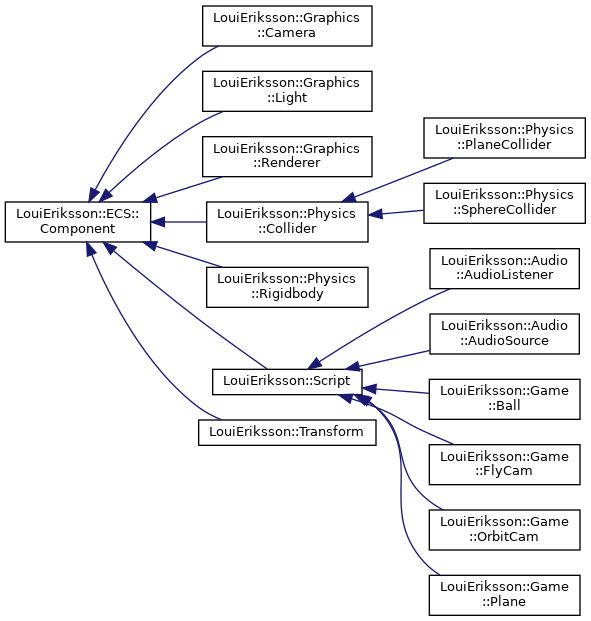 LouiEriksson::Graphics
::Camera
LouiEriksson::Graphics
::Light
LouiEriksson::Graphics
::Renderer
LouiEriksson::ECS::
Component
LouiEriksson::Physics
::Collider
LouiEriksson::Physics
::Rigidbody
LouiEriksson::Script
LouiEriksson::Transform
LouiEriksson::Physics
::PlaneCollider
LouiEriksson::Physics
::SphereCollider
LouiEriksson::Audio
::AudioListener
LouiEriksson::Audio
::AudioSource
LouiEriksson::Game
::Ball
LouiEriksson::Game
::FlyCam
LouiEriksson::Game
::OrbitCam
LouiEriksson::Game
::Plane